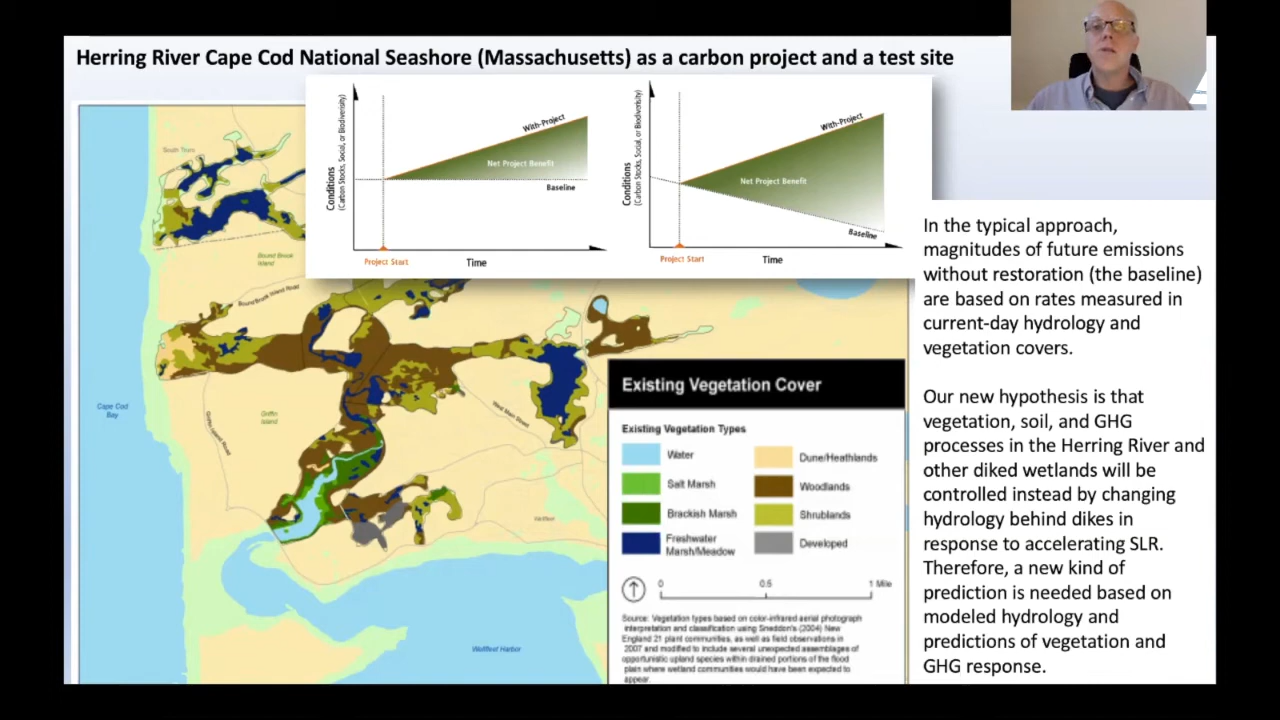 Herring River Cape Cod National Seashore (Massachusetts) as a carbon project and a test site
Conditions
(Carbon Stocks, Social, or Biodiversity)
With-Project
Net Project Benefit
Baseline
Project Start
Time
Conditions
(Carbon Stocks, Social, or Biodiversity)
With-Project
Net Project Benefit
Baseline
Project Start
Time
South Truro
Bound Brook
Island
Bound Brook Island Road
Cape Cod
Bay
Griffin
Island
Griffin Island Road
West Main Street
Wellfleet
Wellfleet Harbor
Existing Vegetation Cover
Existing Vegetation Types
Water
Salt Marsh
Brackish Marsh
Freshwater
Marsh/Meadow
Dune/Heathlands
Woodlands
Shrublands
Developed
0
0.5
1 Mile
Source: Vegetation types based on color-infrared aerial photograph
interpretation and classification using Sneddon's (2004) New
England 21 plant communities, as well as field observations in
2007 and modified to include several unexpected assemblages of
opportunistic upland species within drained portions of the flood
plain where wetland communities would have been expected to
appear.
In the typical approach,
magnitudes of future emissions
without restoration (the baseline)
are based on rates measured in
current-day hydrology and
vegetation covers.
Our new hypothesis is that
vegetation, soil, and GHG
processes in the Herring River and
other diked wetlands will be
controlled instead by changing
hydrology behind dikes in
response to accelerating SLR.
Therefore, a new kind of
prediction is needed based on
modeled hydrology and
predictions of vegetation and
GHG response.